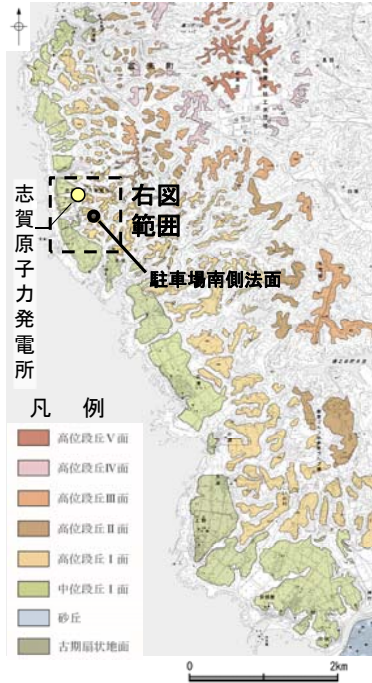 右図
範囲
志賀原子力発電所
駐車場南側法面
凡 例
高位段丘Ⅴ面
高位段丘Ⅳ面
高位段丘Ⅲ面
高位段丘Ⅱ面
高位段丘Ⅰ面
中位段丘Ⅰ面
砂丘
古期扇状地面
0 2km